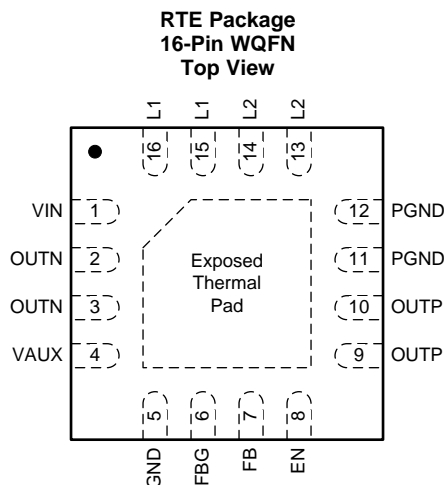 RTE Package
16-Pin WQFN
Top View
L1 L1 L2 L2
16 15 14 13
VIN 1
12 PGND
OUTN 2
11 PGND
OUTN 3
10 OUTP
VAUX 4
9 OUTP
Exposed
Thermal
Pad
5 6 7 8
GND FBG FB EN